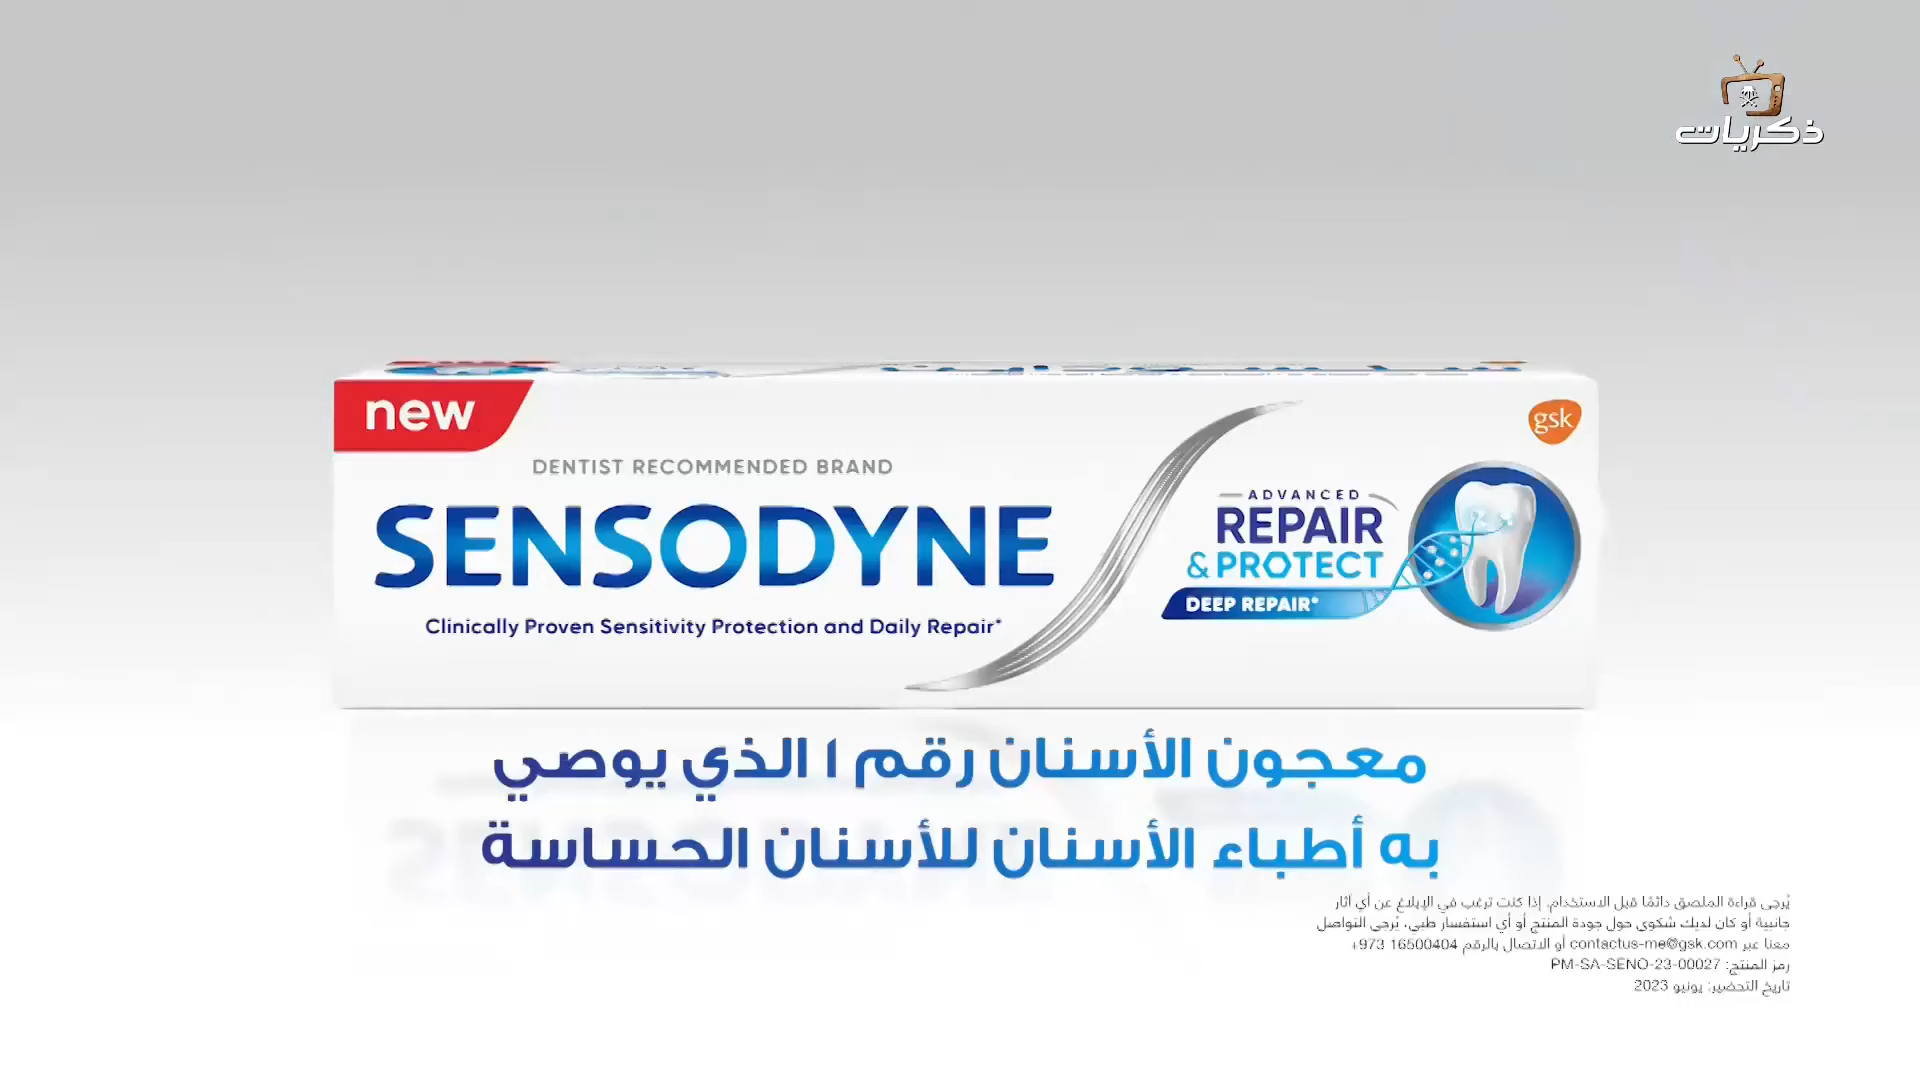 ذكريات
new
gsk
DENTIST RECOMMENDED BRAND
SENSODYNE
Clinically Proven Sensitivity Protection and Daily Repair*
ADVANCED
REPAIR
& PROTECT
DEEP REPAIR*
معجون الأسنان رقم ١ الذي يوصي
به أطباء الأسنان للأسنان الحساسة
يُرجى قراءة الملصق دائمًا قبل الاستخدام. إذا كنت ترغب في الإبلاغ عن أي آثار
جانبية أو كان لديك شكوى حول جودة المنتج أو أي استفسار طبي، يُرجى التواصل
معنا عبر contactus-me@gsk.com أو الاتصال بالرقم 16500404 973+
رمز المنتج: PM-SA-SENO-23-00027
تاريخ التحضير: يونيو 2023